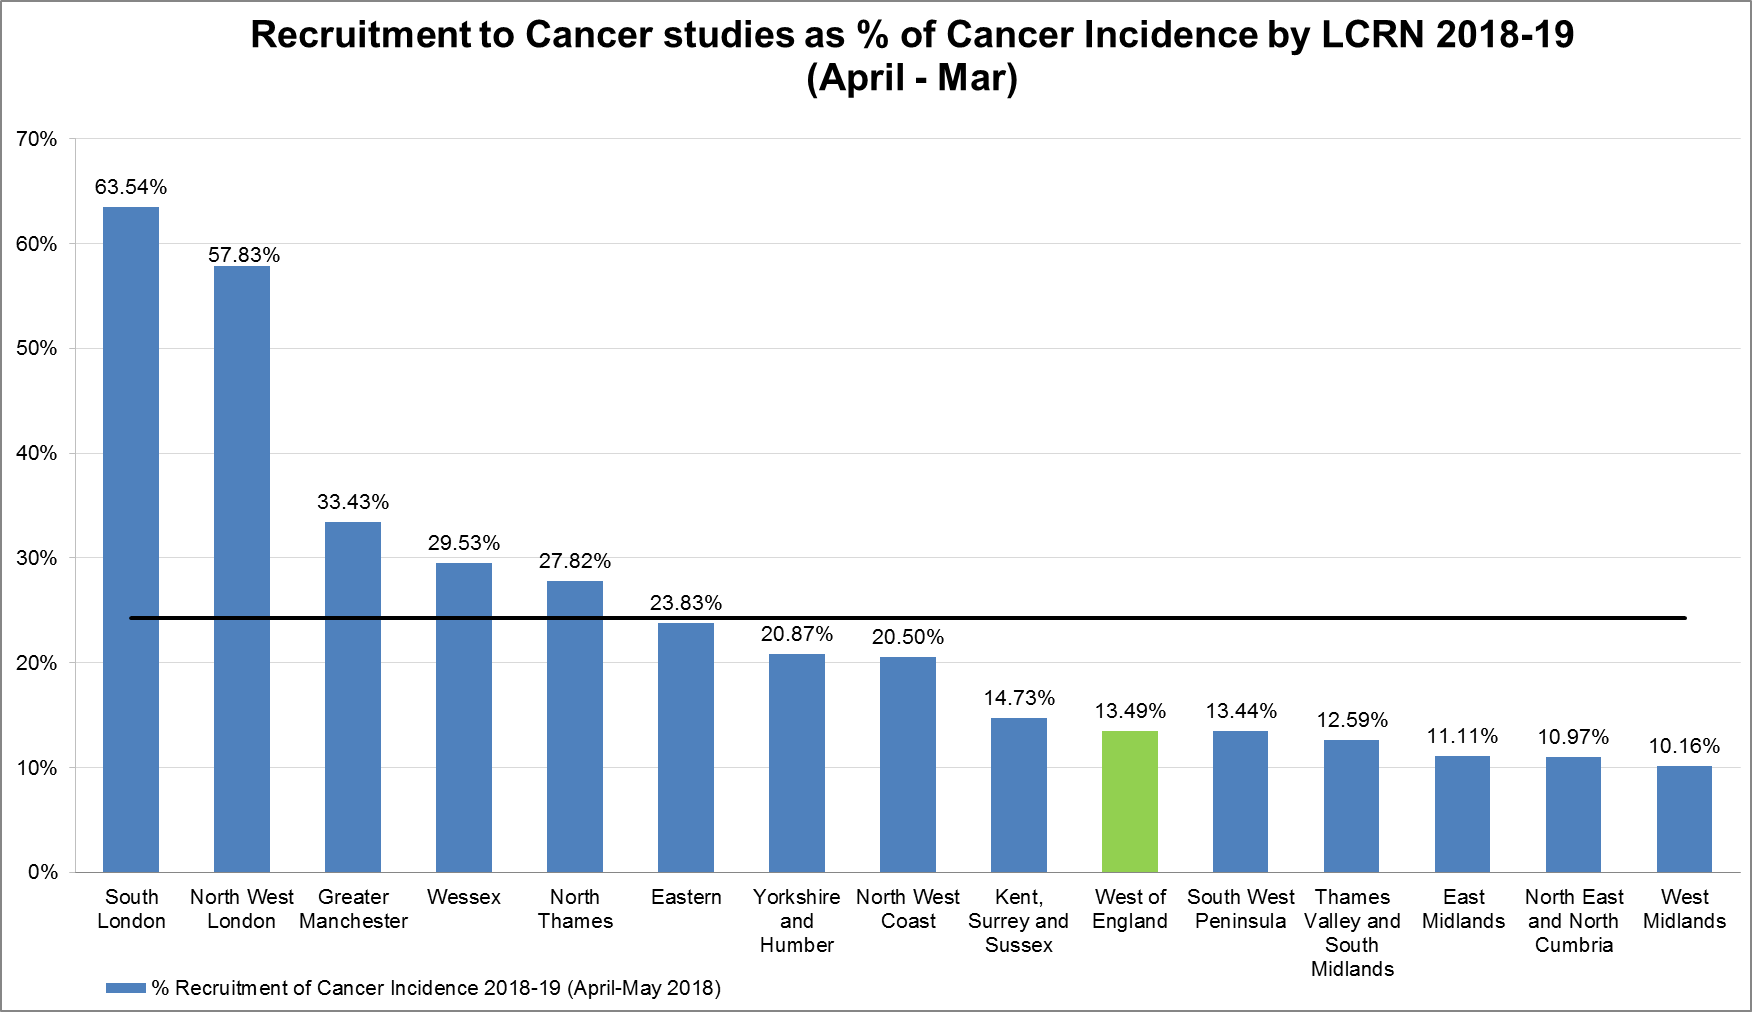 Recruitment to Cancer studies as % of Cancer Incidence by LCRN 2018-19
(April - Mar)
70%
60%
50%
40%
30%
20%
10%
0%
63.54%
57.83%
33.43%
29.53%
27.82%
23.83%
20.87%
20.50%
14.73%
13.49%
13.44%
12.59%
11.11%
10.97%
10.16%
South
London
North West
London
Greater
Manchester
Wessex
North
Thames
Eastern
Yorkshire
and
Humber
North West
Coast
Kent,
Surrey and
Sussex
West of
England
South West
Peninsula
Thames
Valley and
South
Midlands
East
Midlands
North East
and North
Cumbria
West
Midlands
% Recruitment of Cancer Incidence 2018-19 (April-May 2018)